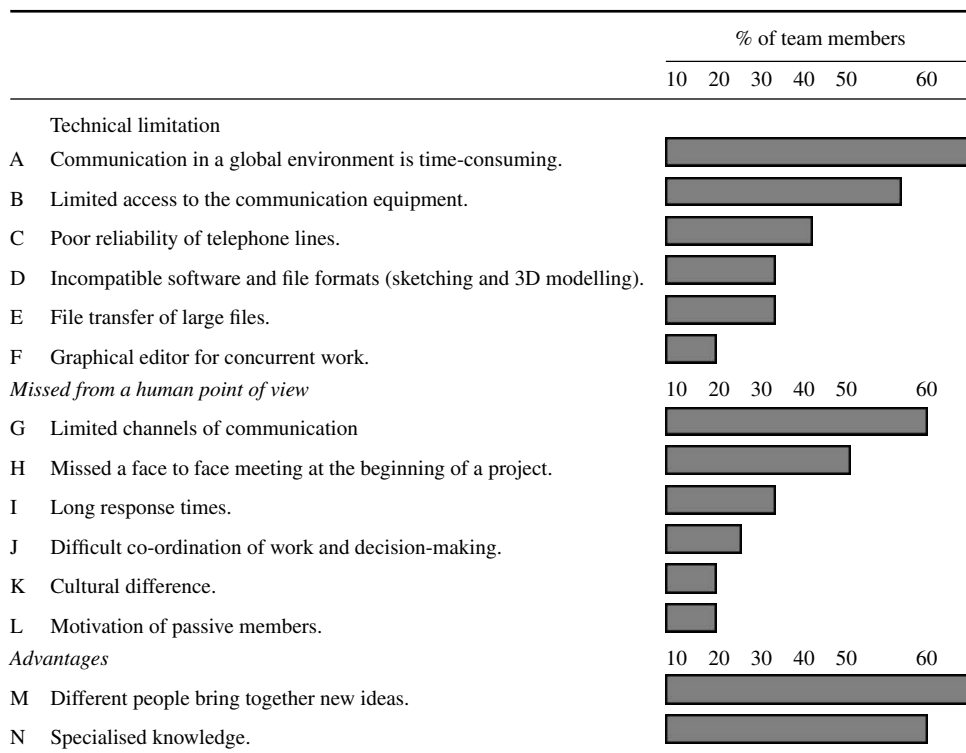 % of team members
10 20 30 40 50 60
Technical limitation
A Communication in a global environment is time-consuming.
B Limited access to the communication equipment.
C Poor reliability of telephone lines.
D Incompatible software and file formats (sketching and 3D modelling).
E File transfer of large files.
F Graphical editor for concurrent work.
Missed from a human point of view 10 20 30 40 50 60
G Limited channels of communication
H Missed a face to face meeting at the beginning of a project.
I Long response times.
J Difficult co-ordination of work and decision-making.
K Cultural difference.
L Motivation of passive members.
Advantages 10 20 30 40 50 60
M Different people bring together new ideas.
N Specialised knowledge.